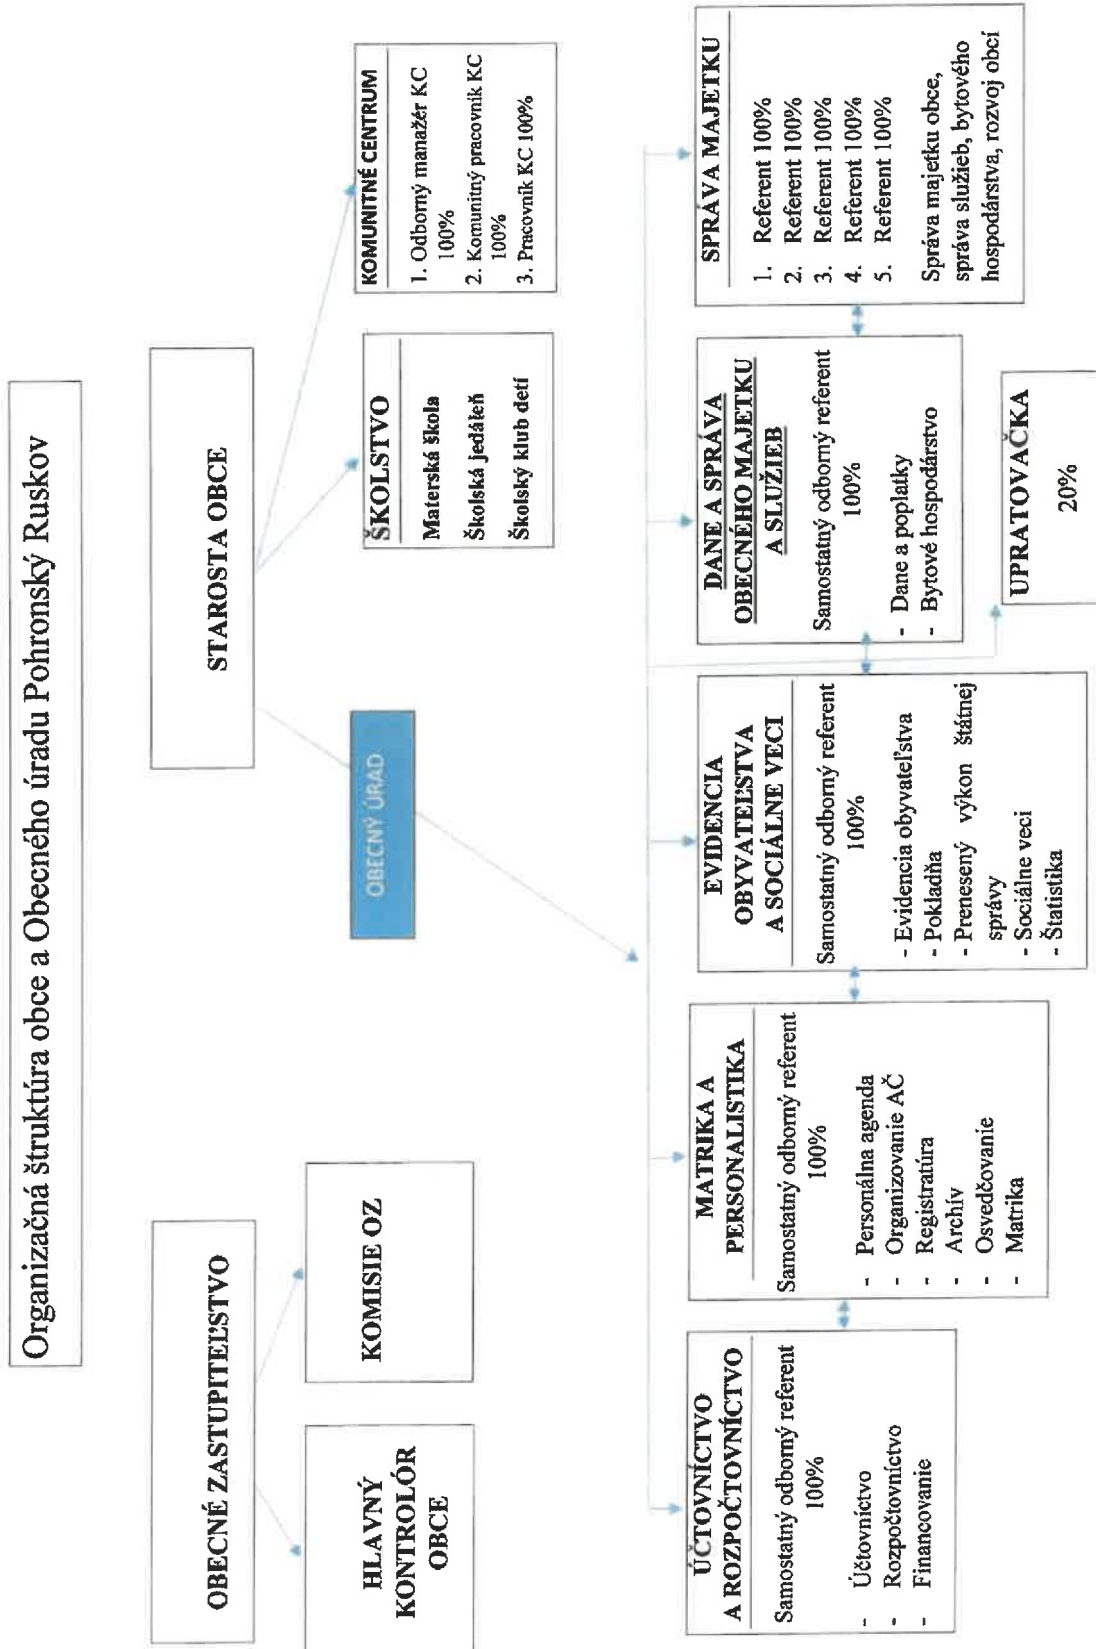 Organizačná štruktúra obce a Obecného úradu Pohronský Ruskov
OBECNÉ ZASTUPITEĽSTVO
STAROSTA OBCE
HLAVNÝ
KONTROLÓR
OBCE
KOMISIE OZ
OBECNÝ ÚRAD
ŠKOLSTVO
Materská škola
Školská jedáleň
Školský klub detí
KOMUNITNÉ CENTRUM
1. Odborný manažér KC
100%
2. Komunitný pracovník KC
100%
3. Pracovník KC 100%
ÚČTOVNÍCTVO
A ROZPOČTOVNÍCTVO
Samostatný odborný referent
100%
- Účtovníctvo
- Rozpočtovníctvo
- Financovanie
MATRIKA A
PERSONALISTIKA
Samostatný odborný referent
100%
- Personálna agenda
- Organizovanie AČ
- Registratúra
- Archív
- Osvedčovanie
- Matrika
EVIDENCIA
OBYVATEĽSTVA
A SOCIÁLNE VECI
Samostatný odborný referent
100%
- Evidencia obyvateľstva
- Pokladňa
- Prenesený výkon štátnej
správy
- Sociálne veci
- Štatistika
DANE A SPRÁVA
OBECNÉHO MAJETKU
A SLUŽIEB
Samostatný odborný referent
100%
- Dane a poplatky
- Bytové hospodárstvo
SPRÁVA MAJETKU
1. Referent 100%
2. Referent 100%
3. Referent 100%
4. Referent 100%
5. Referent 100%
Správa majetku obce,
správa služieb, bytového
hospodárstva, rozvoj obcí
UPRATOVAČKA
20%